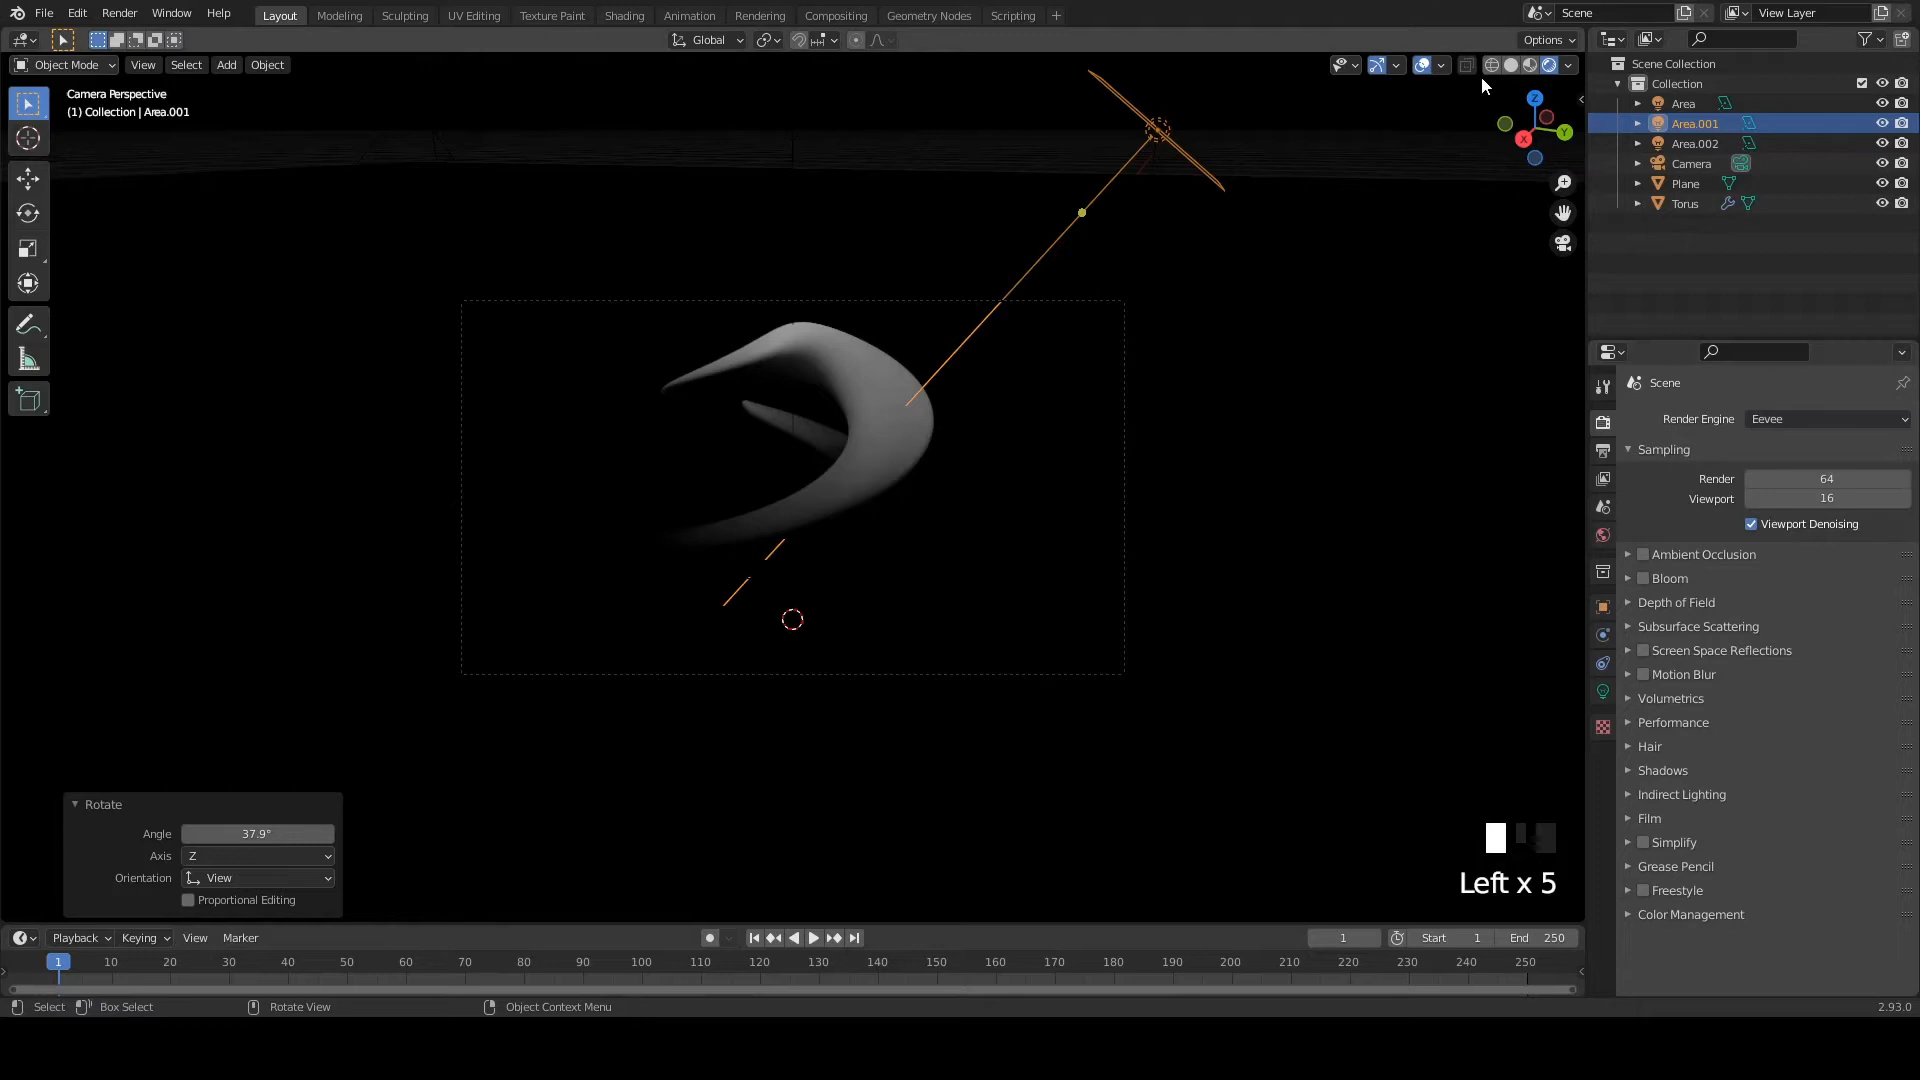 File Edit Render Window Help Layout Modeling Sculpting UV Editing Texture Paint Shading Animation Rendering Compositing Geometry Nodes Scripting + Scene View Layer
Global Options
Object Mode View Select Add Object
Camera Perspective
(1) Collection | Area.001
Z
Y
X
Scene Collection
Collection
Area
Area.001
Area.002
Camera
Plane
Torus
Scene
Render Engine Eevee
Sampling
Render 64
Viewport 16
Viewport Denoising
Ambient Occlusion
Bloom
Depth of Field
Subsurface Scattering
Screen Space Reflections
Motion Blur
Volumetrics
Performance
Hair
Shadows
Indirect Lighting
Film
Simplify
Grease Pencil
Freestyle
Color Management
Rotate
Angle 37.9°
Axis Z
Orientation View
Proportional Editing
Left x 5
Playback Keying View Marker 1 Start 1 End 250
1 10 20 30 40 50 60 70 80 90 100 110 120 130 140 150 160 170 180 190 200 210 220 230 240 250
Select Box Select Rotate View Object Context Menu 2.93.0